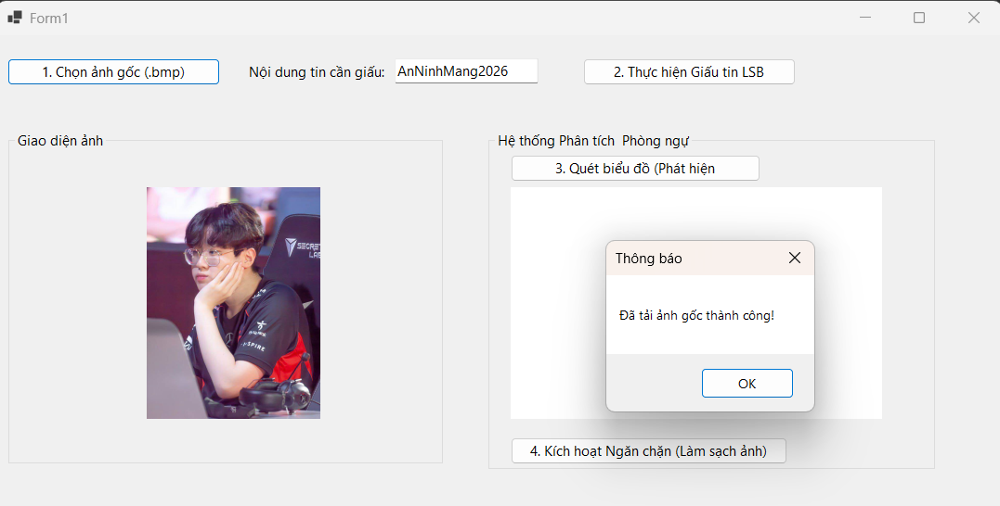 Form1
1. Chọn ảnh gốc (.bmp)
Nội dung tin cần giấu:
AnNinhMang2026
2. Thực hiện Giấu tin LSB
Giao diện ảnh
SECRET
LAB
Hệ thống Phân tích Phòng ngự
3. Quét biểu đồ (Phát hiện
Thông báo
Đã tải ảnh gốc thành công!
OK
4. Kích hoạt Ngăn chặn (Làm sạch ảnh)